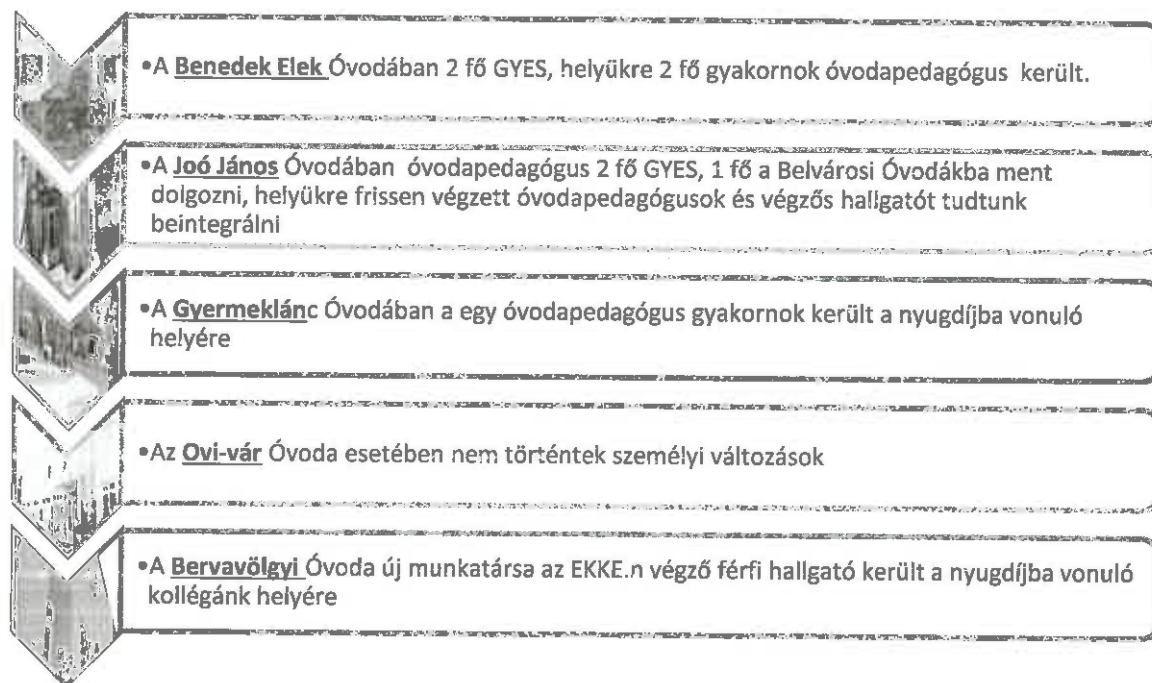 •A Benedek Elek Óvodában 2 fő GYES, helyükre 2 fő gyakornok óvodapedagógus került.
•A Joó János Óvodában óvodapedagógus 2 fő GYES, 1 fő a Belvárosi Óvodákba ment
dolgozni, helyükre frissen végzett óvodapedagógusok és végzős hallgatót tudtunk
beintegrálni
•A Gyermeklánc Óvodában a egy óvodapedagógus gyakornok került a nyugdíjba vonuló
helyére
•Az Ovi-vár Óvoda esetében nem történtek személyi változások
•A Bervavölgyi Óvoda új munkatársa az EKKE.n végző férfi hallgató került a nyugdíjba vonuló
kollégánk helyére